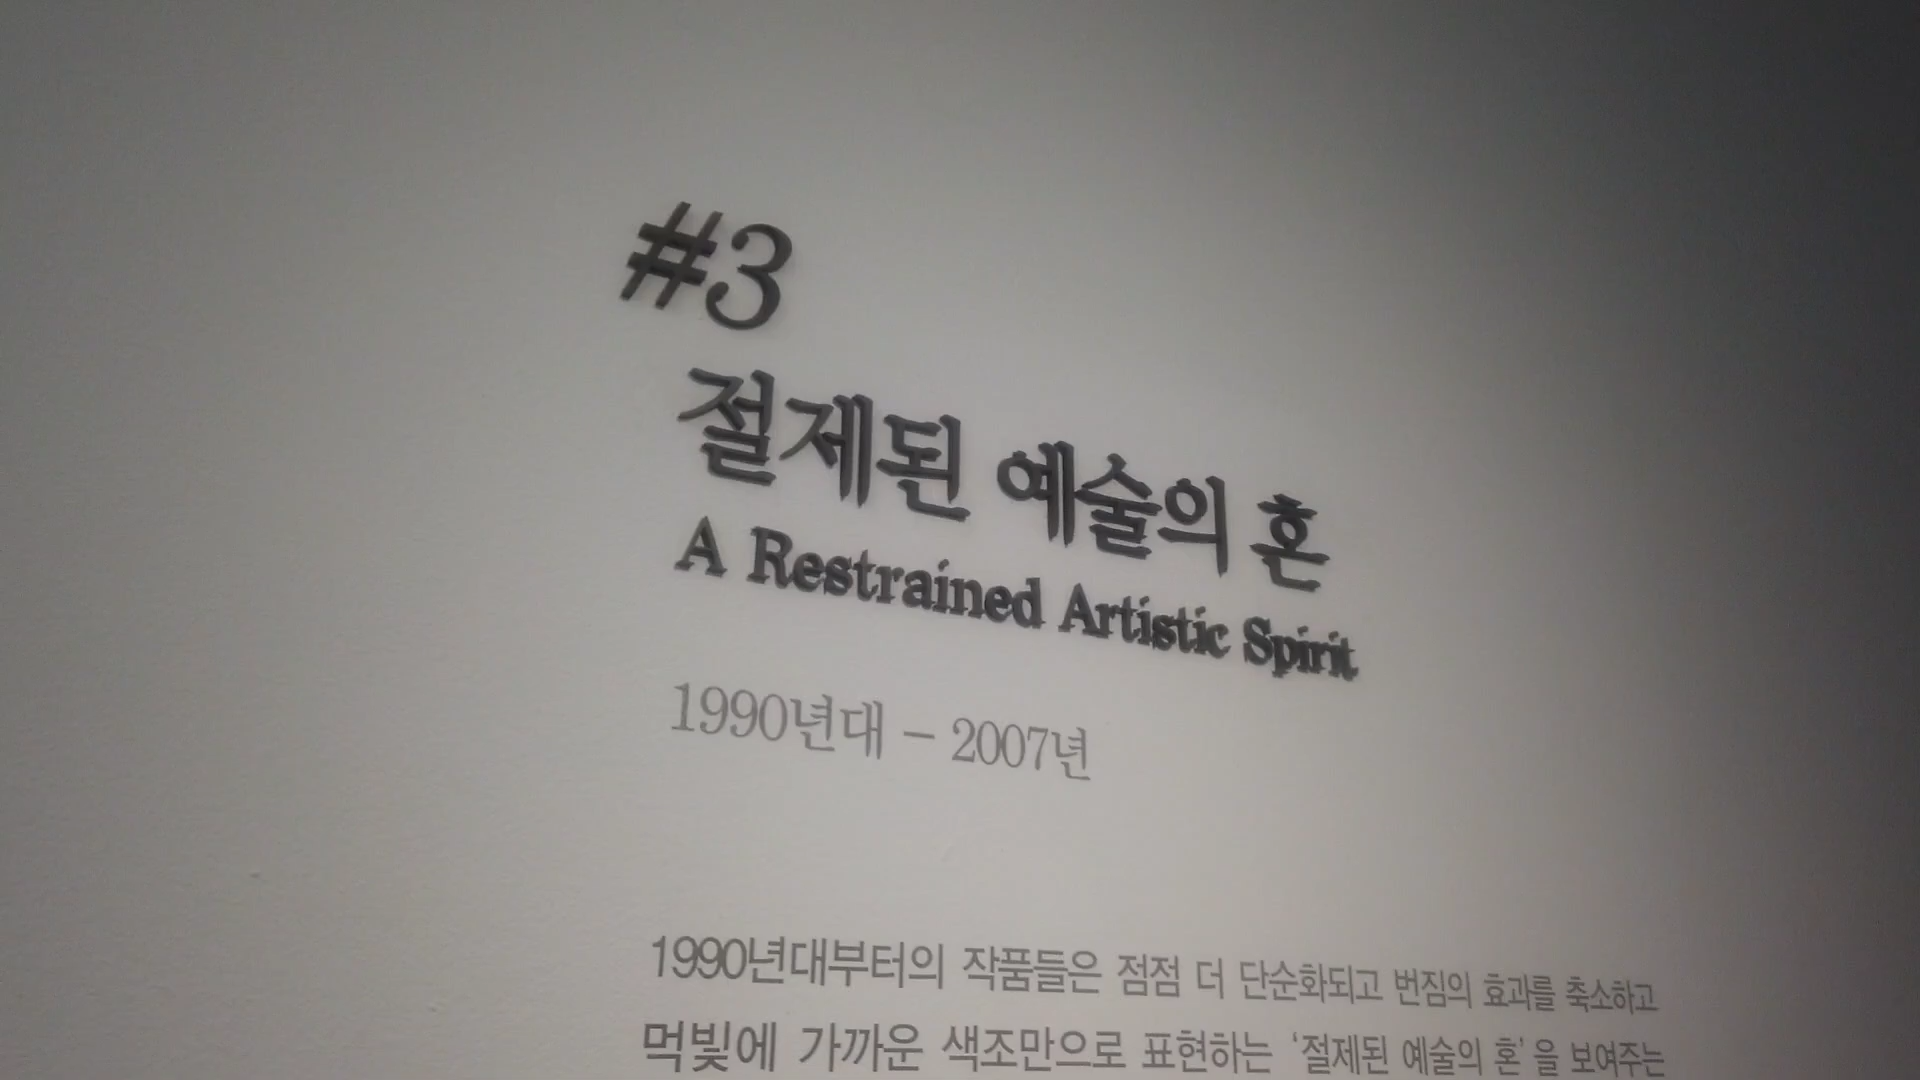 #3
절제된 예술의 혼
A Restrained Artistic Spirit
1990년대 – 2007년
1990년대부터의 작품들은 점점 더 단순화되고 번짐의 효과를 축소하고
먹빛에 가까운 색조만으로 표현하는 ‘절제된 예술의 혼’을 보여주는